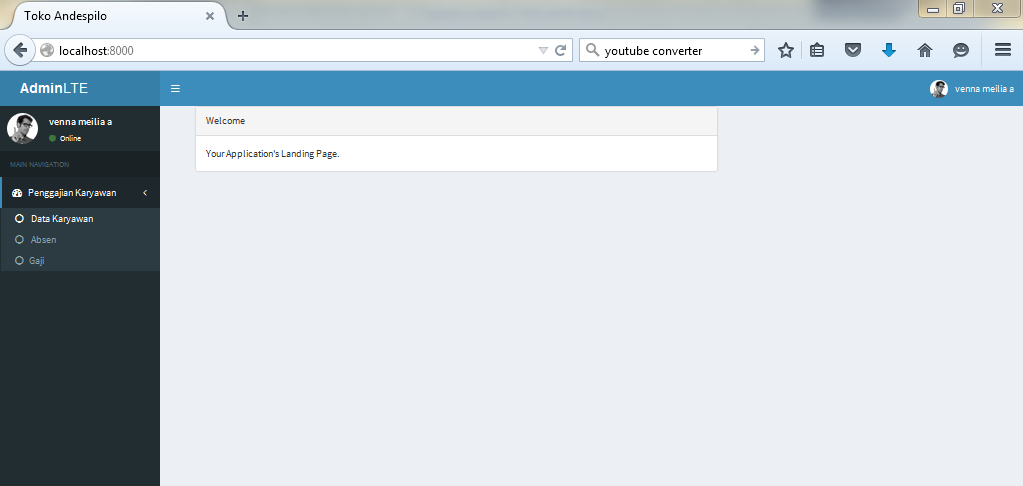 Toko Andespilo
localhost:8000
youtube converter
AdminLTE
venna meilia a
venna meilia a
Online
MAIN NAVIGATION
Penggajian Karyawan
Data Karyawan
Absen
Gaji
Welcome
Your Application's Landing Page.